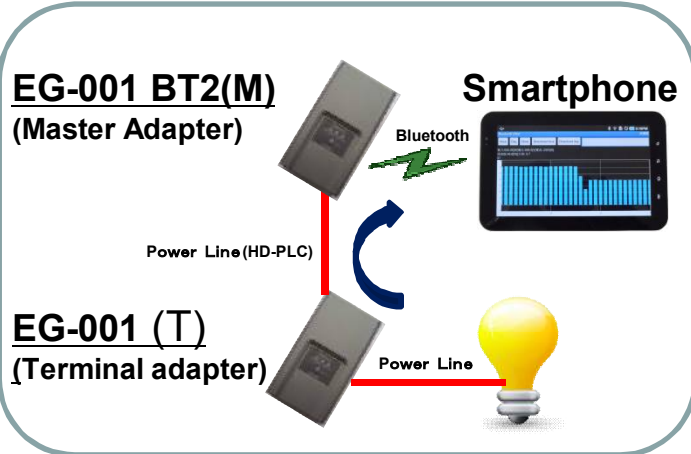 EG-001 BT2(M)
(Master Adapter)
Smartphone
Bluetooth
Power Line(HD-PLC)
EG-001 (T)
(Terminal adapter)
Power Line